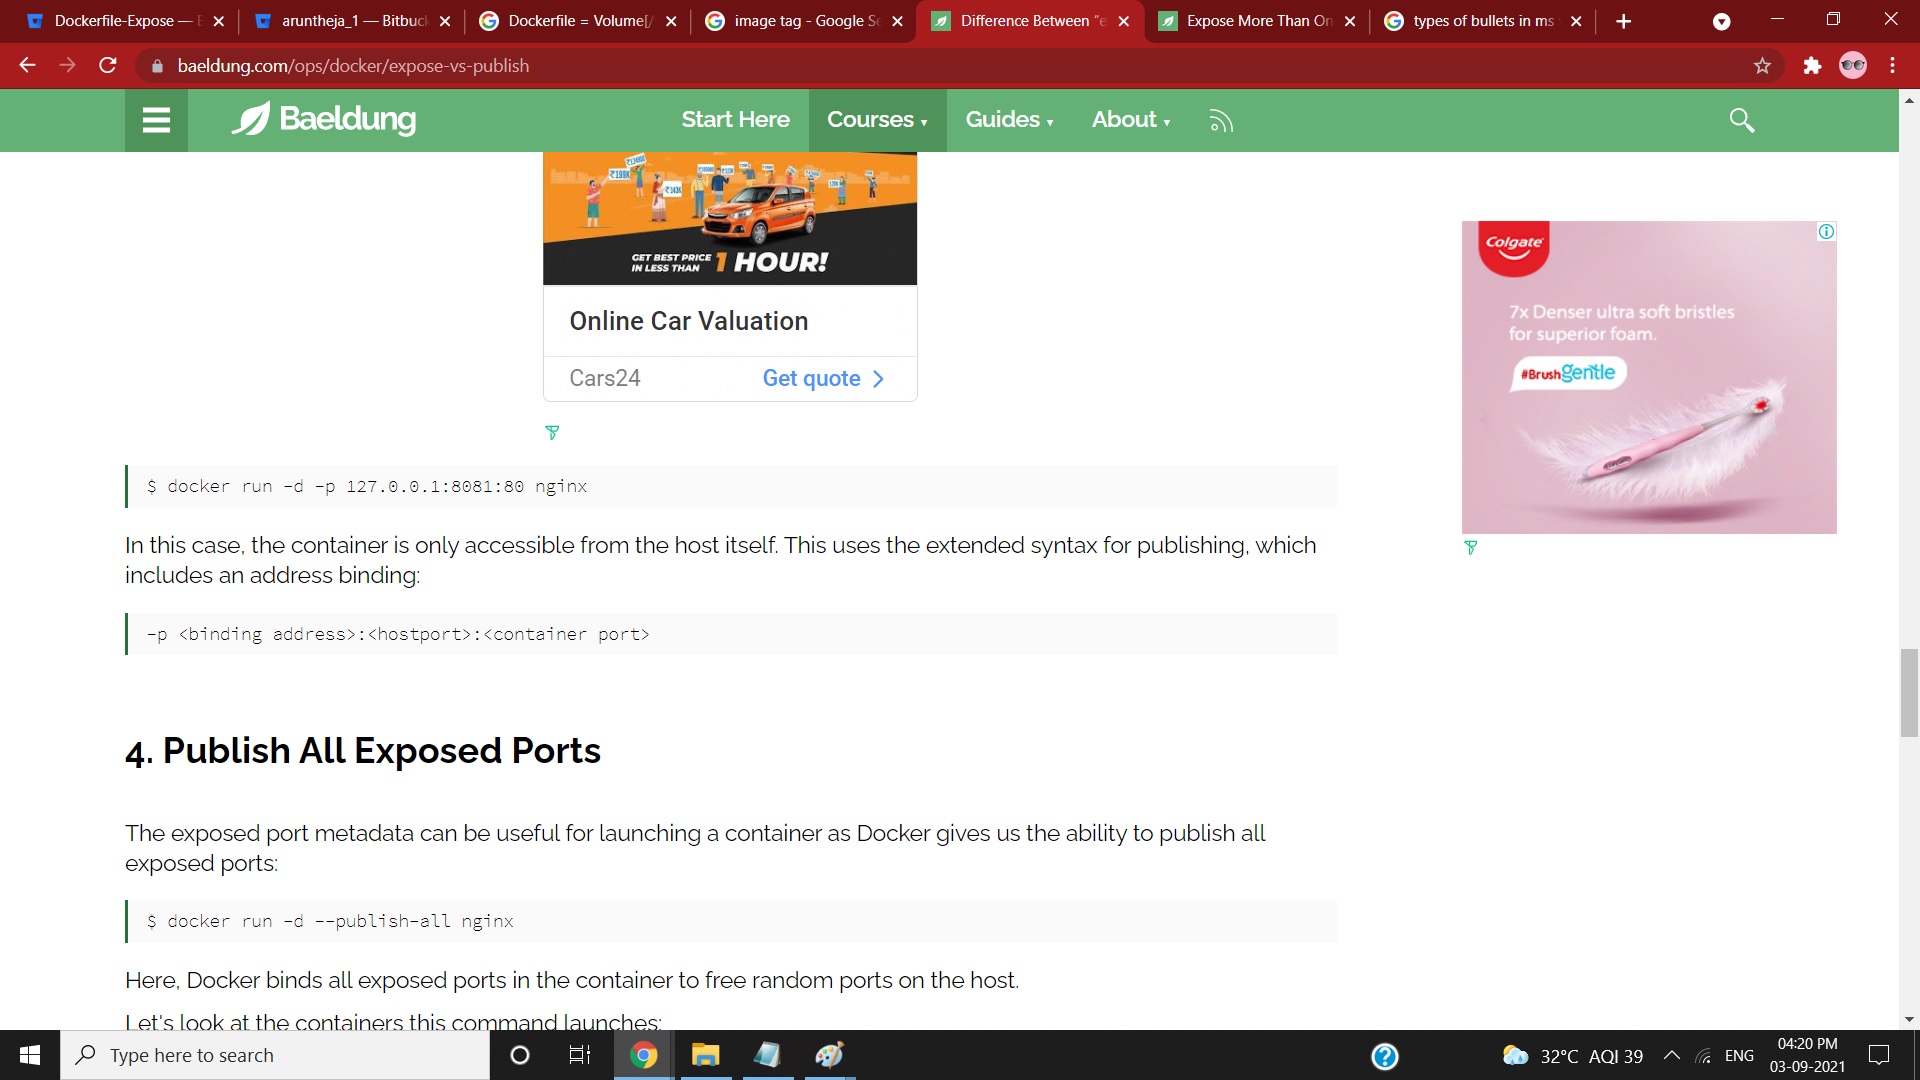 Dockerfile-Expose — B
aruntheja_1 — Bitbuc
Dockerfile = Volume[/
image tag - Google Se
Difference Between "e
Expose More Than On
types of bullets in ms
baeldung.com/ops/docker/expose-vs-publish
Baeldung
Start Here
Courses
Guides
About
GET BEST PRICE
IN LESS THAN 1 HOUR!
Online Car Valuation
Cars24
Get quote
Colgate
7x Denser ultra soft bristles
for superior foam.
#Brushgentle
$ docker run -d -p 127.0.0.1:8081:80 nginx
In this case, the container is only accessible from the host itself. This uses the extended syntax for publishing, which
includes an address binding:
-p <binding address>:<hostport>:<container port>
4. Publish All Exposed Ports
The exposed port metadata can be useful for launching a container as Docker gives us the ability to publish all
exposed ports:
$ docker run -d --publish-all nginx
Here, Docker binds all exposed ports in the container to free random ports on the host.
Let's look at the containers this command launches:
Type here to search
32°C AQI 39
ENG
04:20 PM
03-09-2021